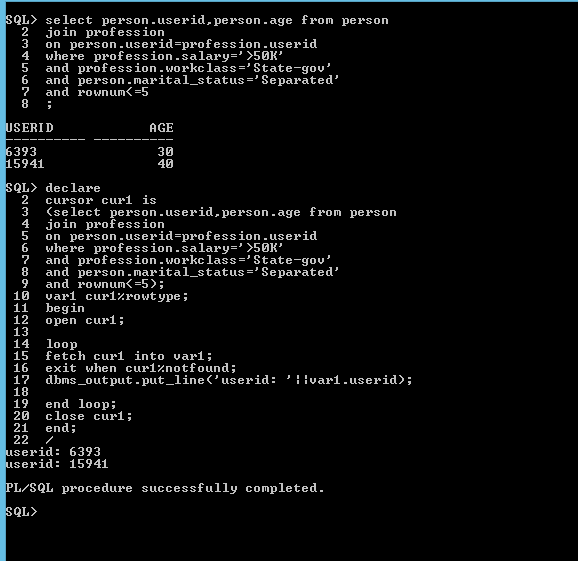 SQL> select person.userid,person.age from person
2 join profession
3 on person.userid=profession.userid
4 where profession.salary='>50K'
5 and profession.workclass='State-gov'
6 and person.marital_status='Separated'
7 and rownum<=5
8 ;
USERID AGE
---------- ----------
6393 30
15941 40
SQL> declare
2 cursor cur1 is
3 (select person.userid,person.age from person
4 join profession
5 on person.userid=profession.userid
6 where profession.salary='>50K'
7 and profession.workclass='State-gov'
8 and person.marital_status='Separated'
9 and rownum<=5);
10 var1 cur1%rowtype;
11 begin
12 open cur1;
13
14 loop
15 fetch cur1 into var1;
16 exit when cur1%notfound;
17 dbms_output.put_line('userid: '||var1.userid);
18
19 end loop;
20 close cur1;
21 end;
22 /
userid: 6393
userid: 15941
PL/SQL procedure successfully completed.
SQL>